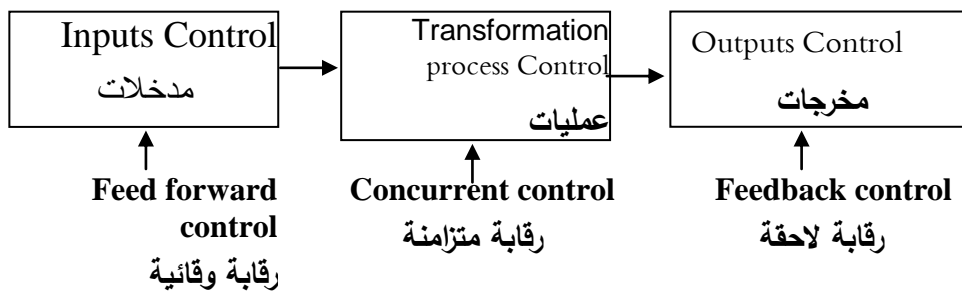 Inputs Control
مدخلات
Transformation
process Control
عمليات
Outputs Control
مخرجات
Feed forward
control
رقابة وقائية
Concurrent control
رقابة متزامنة
Feedback control
رقابة لاحقة